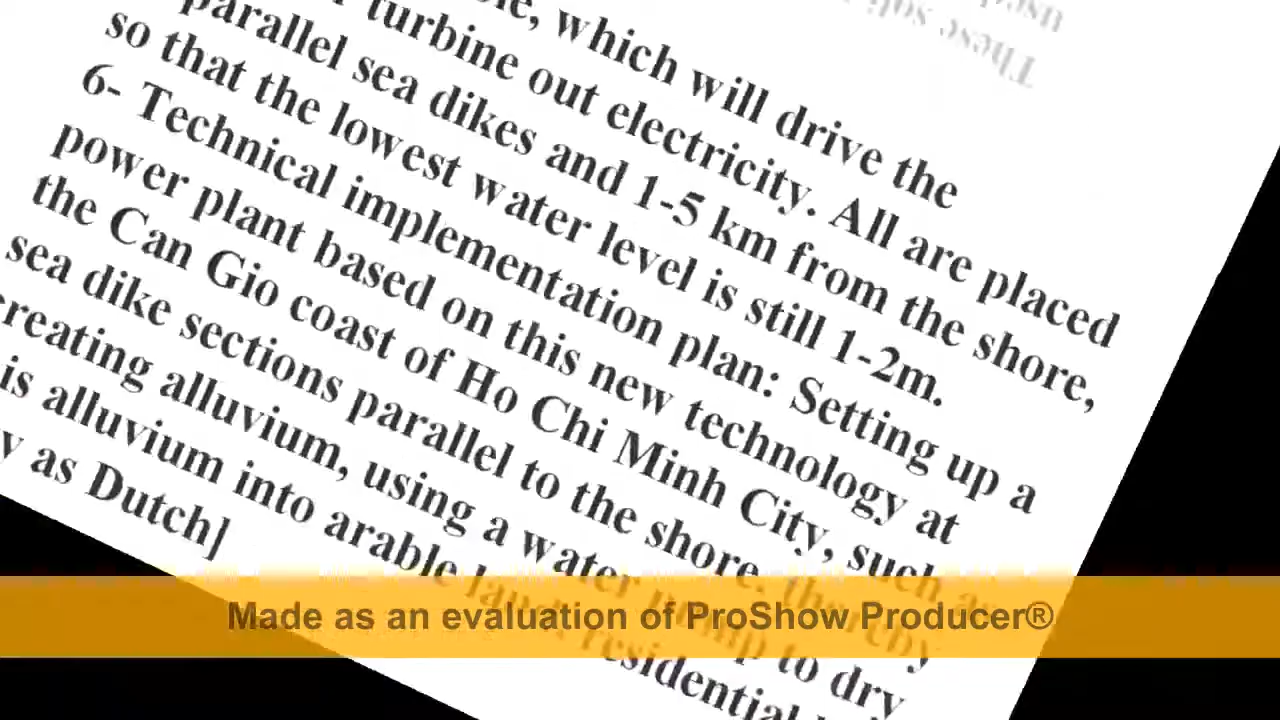 These
used
which will drive the
turbine out electricity. All are placed
parallel sea dikes and 1-5 km from the shore,
so that the lowest water level is still 1-2m.
6- Technical implementation plan: Setting up a
power plant based on this new technology at
the Can Gio coast of Ho Chi Minh City, such as
sea dike sections parallel to the shore, thereby
creating alluvium, using a water pump to dry
is alluvium into arable land, residential
as Dutch]
Made as an evaluation of ProShow Producer®